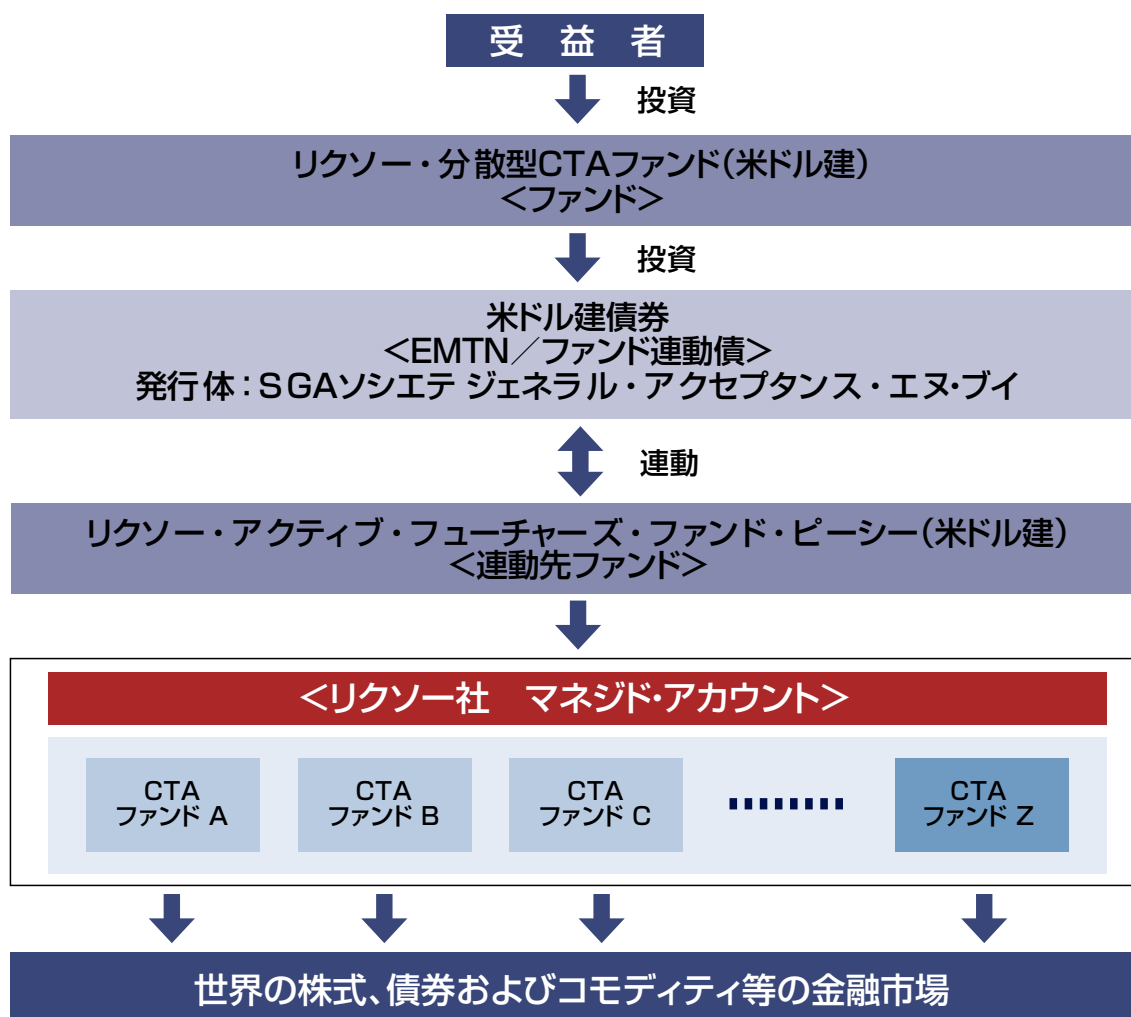 受 益 者
投資
リクソー・分散型CTAファンド(米ドル建)
<ファンド>
投資
米ドル建債券
<EMTN/ファンド連動債>
発行体:SGAソシエテ ジェネラル・アクセプタンス・エヌ・ブイ
連動
リクソー・アクティブ・フューチャーズ・ファンド・ピーシー(米ドル建)
<連動先ファンド>
<リクソー社 マネジド・アカウント>
CTA
ファンド A
CTA
ファンド B
CTA
ファンド C
CTA
ファンド Z
世界の株式、債券およびコモディティ等の金融市場